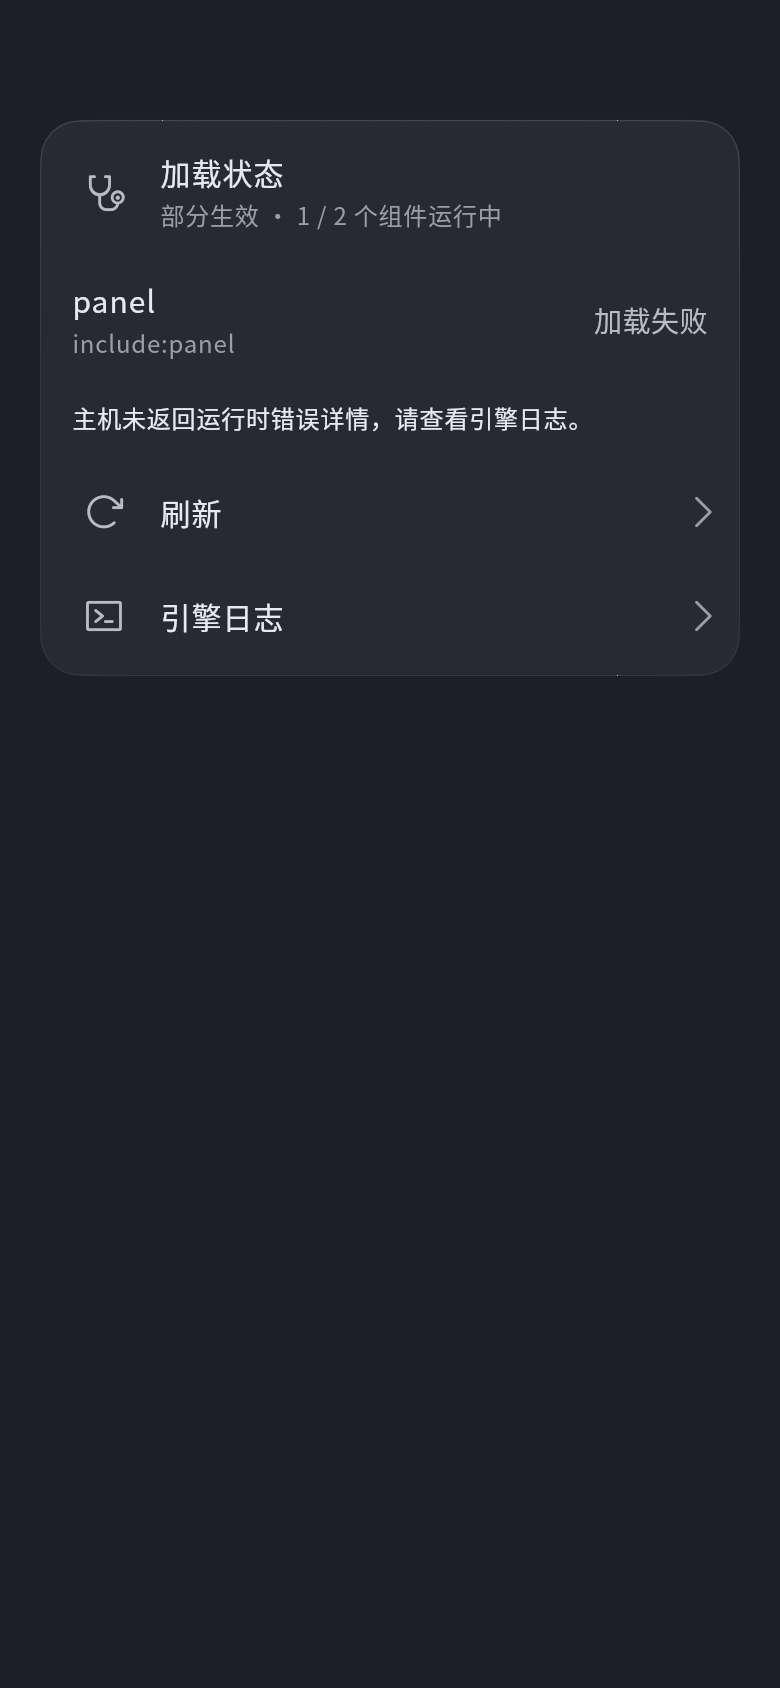 加载状态
部分生效 · 1 / 2 个组件运行中
panel
include:panel
加载失败
主机未返回运行时错误详情，请查看引擎日志。
刷新
引擎日志